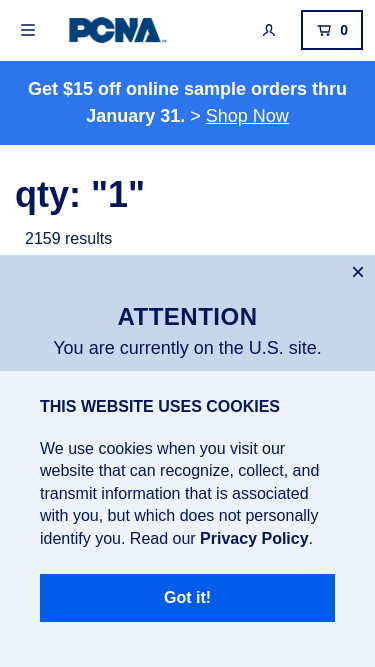 PCNA
0
Get $15 off online sample orders thru
January 31. > Shop Now
qty: "1"
2159 results
×
ATTENTION
You are currently on the U.S. site.
THIS WEBSITE USES COOKIES
We use cookies when you visit our
website that can recognize, collect, and
transmit information that is associated
with you, but which does not personally
identify you. Read our Privacy Policy.
Got it!